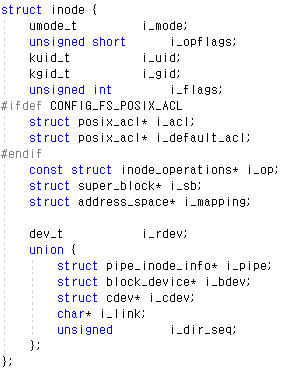 struct inode {
    umode_t         i_mode;
    unsigned short      i_opflags;
    kuid_t          i_uid;
    kgid_t          i_gid;
    unsigned int        i_flags;
#ifdef CONFIG_FS_POSIX_ACL
    struct posix_acl* i_acl;
    struct posix_acl* i_default_acl;
#endif
    const struct inode_operations* i_op;
    struct super_block* i_sb;
    struct address_space* i_mapping;

    dev_t           i_rdev;
    union {
        struct pipe_inode_info* i_pipe;
        struct block_device* i_bdev;
        struct cdev* i_cdev;
        char* i_link;
        unsigned        i_dir_seq;
    };
};